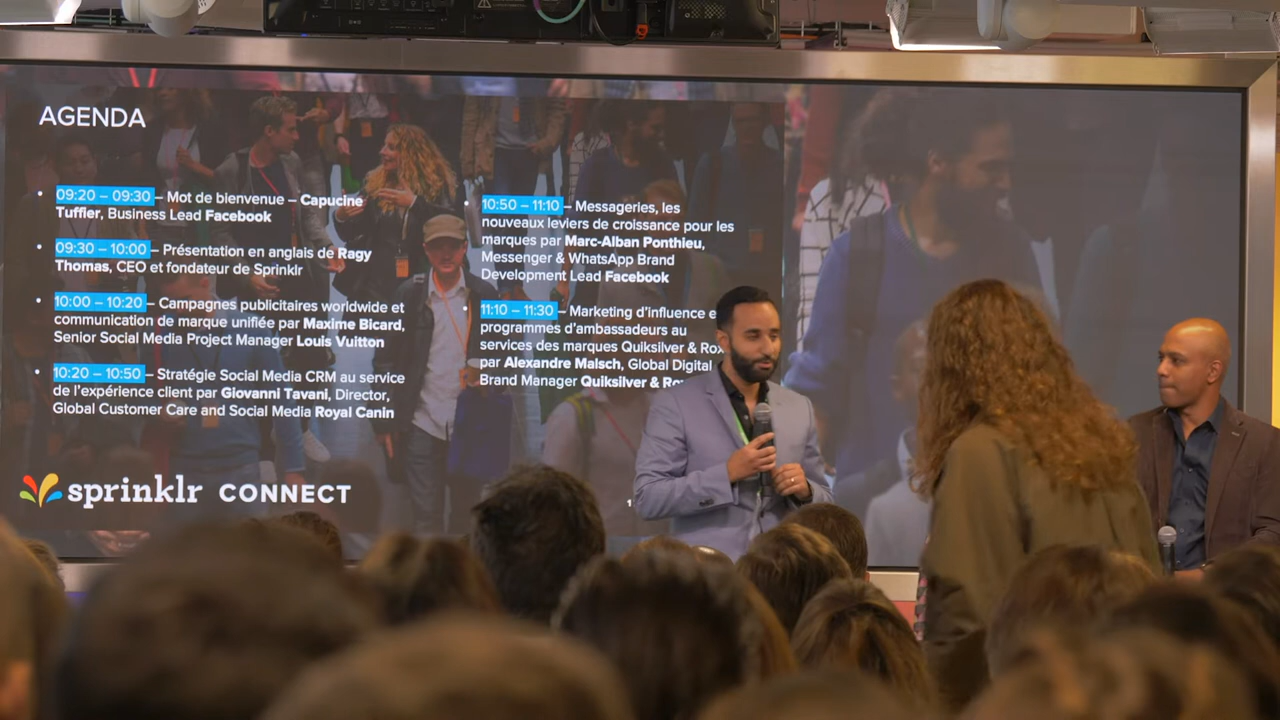 AGENDA
09:20 – 09:30 – Mot de bienvenue – Capucine
Tuffier, Business Lead Facebook
09:30 – 10:00 – Présentation en anglais de Ragy
Thomas, CEO et fondateur de Sprinklr
10:00 – 10:20 – Campagnes publicitaires worldwide et
communication de marque unifiée par Maxime Bicard,
Senior Social Media Project Manager Louis Vuitton
10:20 – 10:50 – Stratégie Social Media CRM au service
de l'expérience client par Giovanni Tavani, Director,
Global Customer Care and Social Media Royal Canin
10:50 – 11:10 – Messageries, les
nouveaux leviers de croissance pour les
marques par Marc-Alban Ponthieu,
Messenger & WhatsApp Brand
Development Lead Facebook
11:10 – 11:30 – Marketing d'influence
programmes d'ambassadeurs au
services des marques Quiksilver &
par Alexandre Maisch, Global Digital
Brand Manager Quiksilver &
sprinklr CONNECT